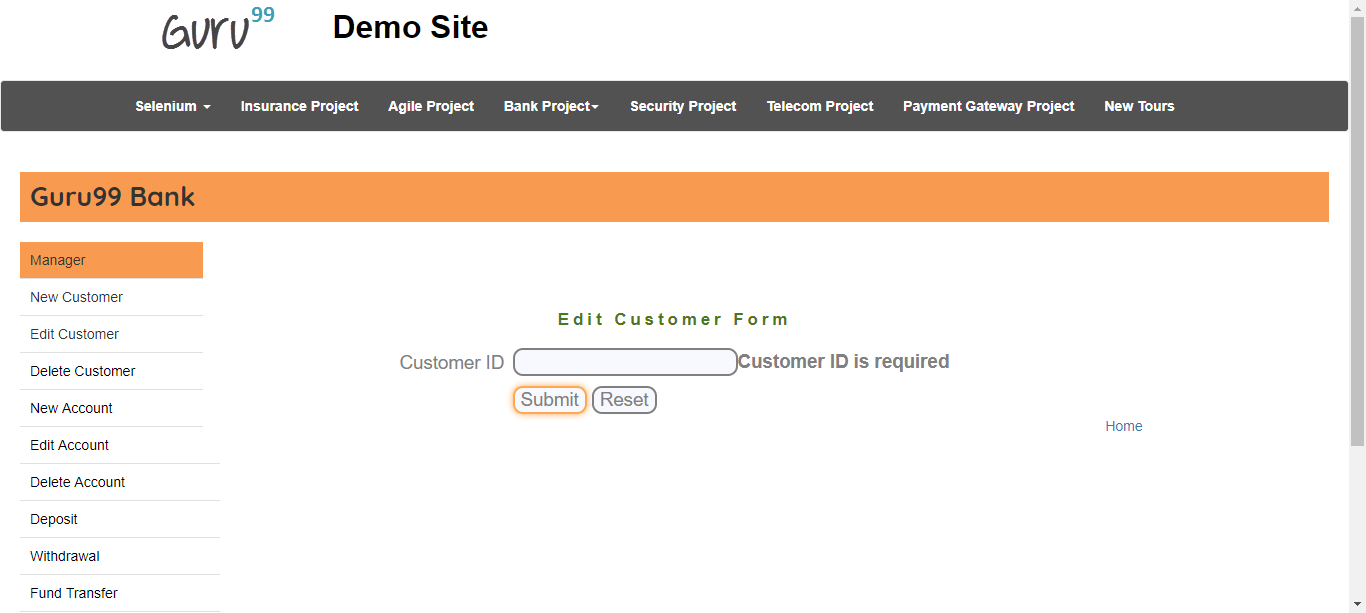 Guru99 Demo Site
Selenium Insurance Project Agile Project Bank Project Security Project Telecom Project Payment Gateway Project New Tours
Guru99 Bank
Manager
New Customer
Edit Customer
Delete Customer
New Account
Edit Account
Delete Account
Deposit
Withdrawal
Fund Transfer
Edit Customer Form
Customer ID Customer ID is required
Submit Reset
Home